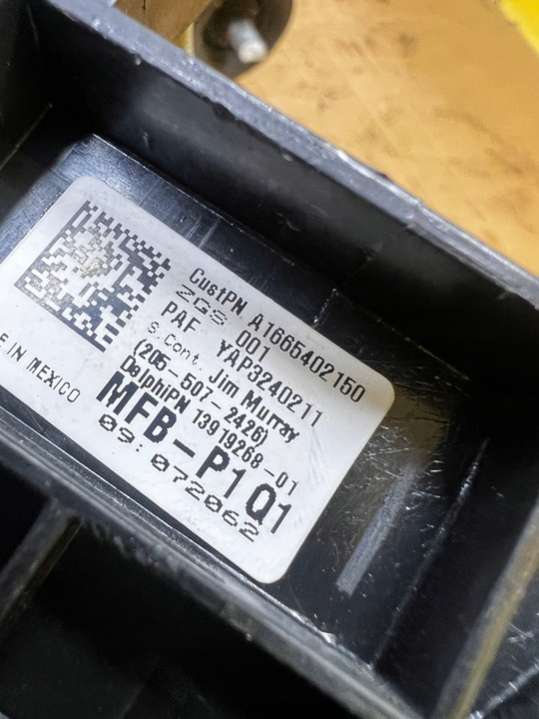 CustPN A1665402150
ZGS 001
PAF YAP3240211
S.Cont. Jim Murray
(205-507-2426)
DelphiPN 13919268-01
MFB-P1Q1
09:072062
E IN MEXICO